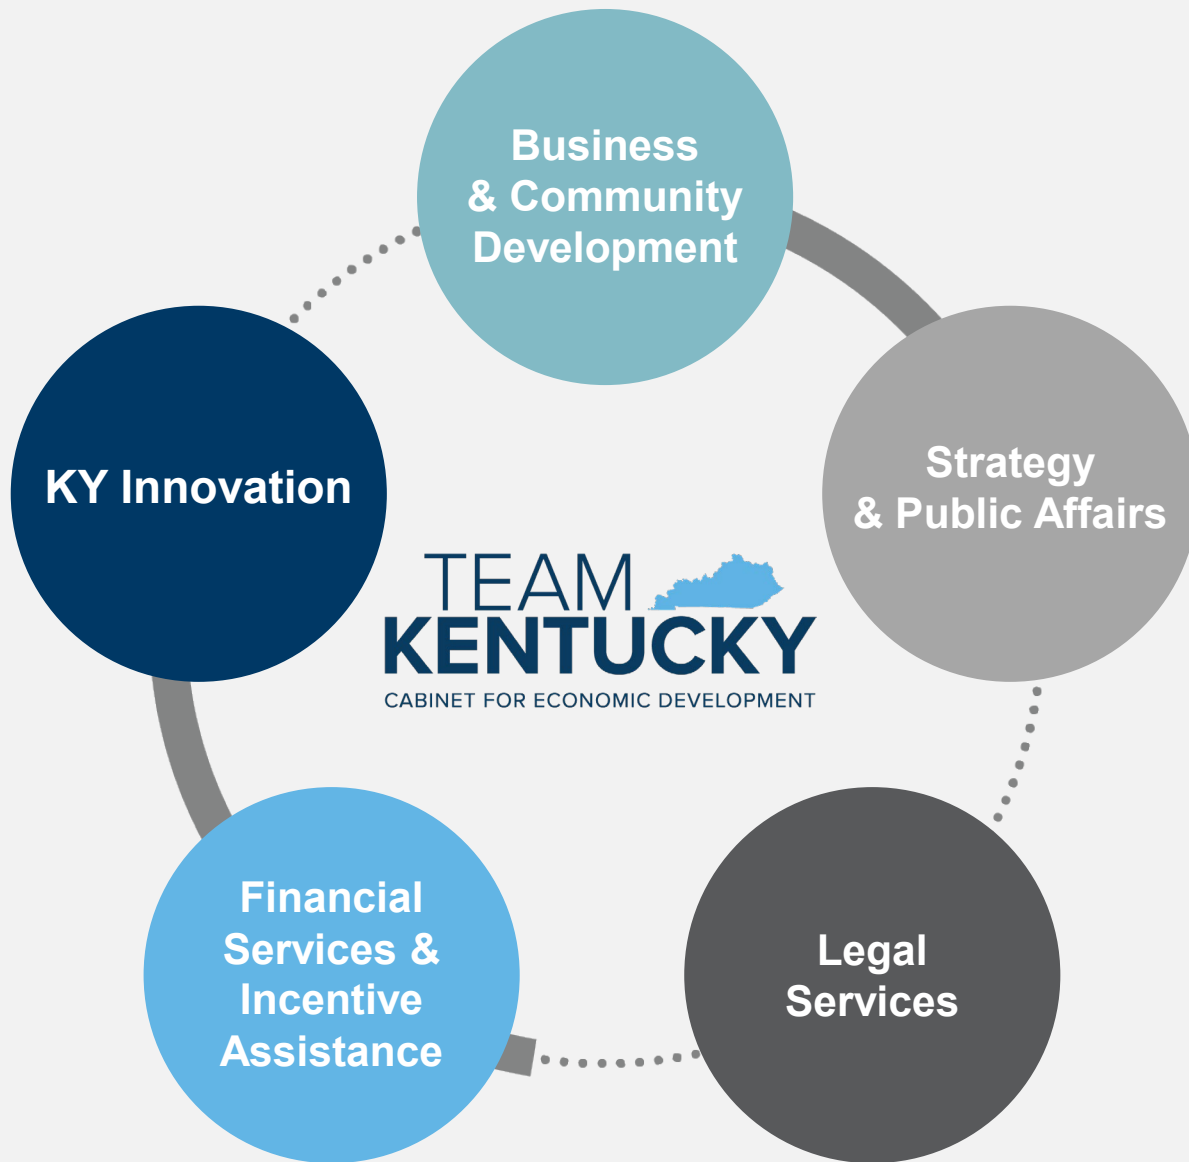 Business
& Community
Development
Strategy
& Public Affairs
KY Innovation
TEAM
KENTUCKY
CABINET FOR ECONOMIC DEVELOPMENT
Financial
Services &
Incentive
Assistance
Legal
Services